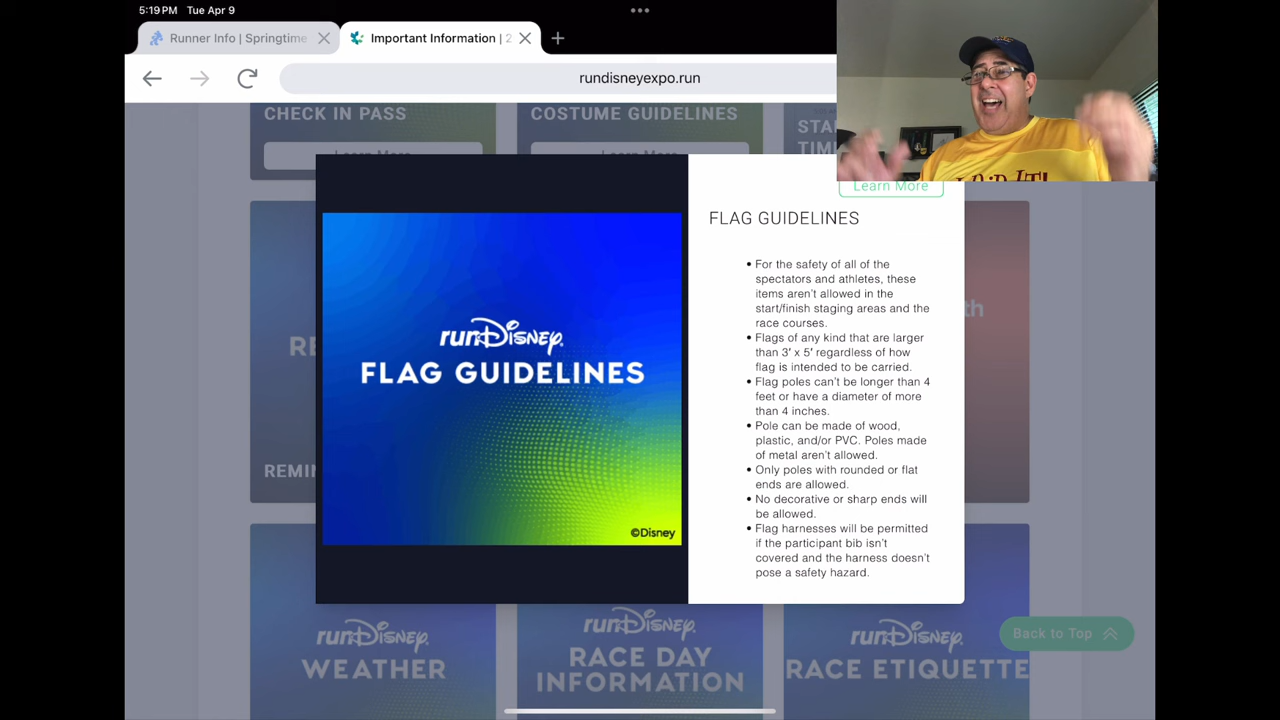 5:19 PM Tue Apr 9
Runner Info | Springtime
Important Information | 2
rundisneyexpo.run
CHECK IN PASS
COSTUME GUIDELINES
STA
TIM
Learn More
FLAG GUIDELINES
• For the safety of all of the
spectators and athletes, these
items aren't allowed in the
start/finish staging areas and the
race courses.
• Flags of any kind that are larger
than 3' x 5' regardless of how
flag is intended to be carried.
• Flag poles can't be longer than 4
feet or have a diameter of more
than 4 inches.
• Pole can be made of wood,
plastic, and/or PVC. Poles made
of metal aren't allowed.
• Only poles with rounded or flat
ends are allowed.
• No decorative or sharp ends will
be allowed.
• Flag harnesses will be permitted
if the participant bib isn't
covered and the harness doesn't
pose a safety hazard.
runDisney
FLAG GUIDELINES
©Disney
RE
th
REMIN
runDisney
WEATHER
runDisney
RACE DAY
INFORMATION
runDisney
RACE ETIQUETTE
Back to Top